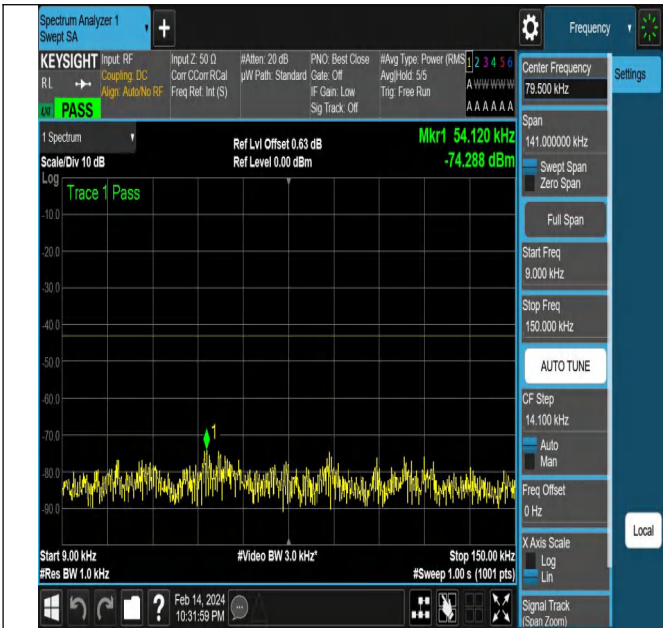 Spectrum Analyzer 1
Swept SA
Frequency
KEYSIGHT
RL
PASS
Input: RF
Coupling: DC
Align: Auto/No RF
Input Z: 50 Ω
Corr CCorr RCal
Freq Ref: Int (S)
#Atten: 20 dB
µW Path: Standard
PNO: Best Close
Gate: Off
IF Gain: Low
Sig Track: Off
#Avg Type: Power (RMS
Avg|Hold: 5/5
Trig: Free Run
1 2 3 4 5 6
A W W W W W
A A A A A A
1 Spectrum
Scale/Div 10 dB
Log
Ref Lvl Offset 0.63 dB
Ref Level 0.00 dBm
Mkr1 54.120 kHz
-74.288 dBm
Trace 1 Pass
-10.0
-20.0
-30.0
-40.0
-50.0
-60.0
-70.0
-80.0
-90.0
1
Start 9.00 kHz
#Res BW 1.0 kHz
#Video BW 3.0 kHz*
Stop 150.00 kHz
#Sweep 1.00 s (1001 pts)
Feb 14, 2024
10:31:59 PM
Center Frequency
79.500 kHz
Settings
Span
141.000000 kHz
Swept Span
Zero Span
Full Span
Start Freq
9.000 kHz
Stop Freq
150.000 kHz
AUTO TUNE
CF Step
14.100 kHz
Auto
Man
Freq Offset
0 Hz
X Axis Scale
Log
Lin
Local
Signal Track
(Span Zoom)